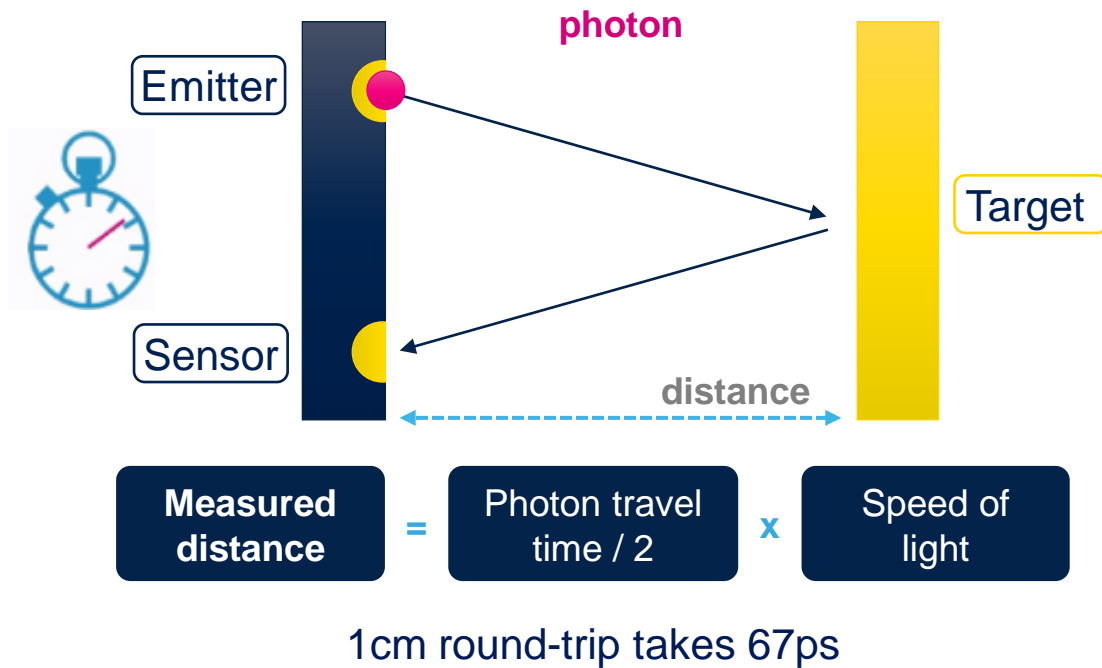 photon
Emitter
Target
Sensor
distance
Measured
distance
=
Photon travel
time / 2
x
Speed of
light
1cm round-trip takes 67ps